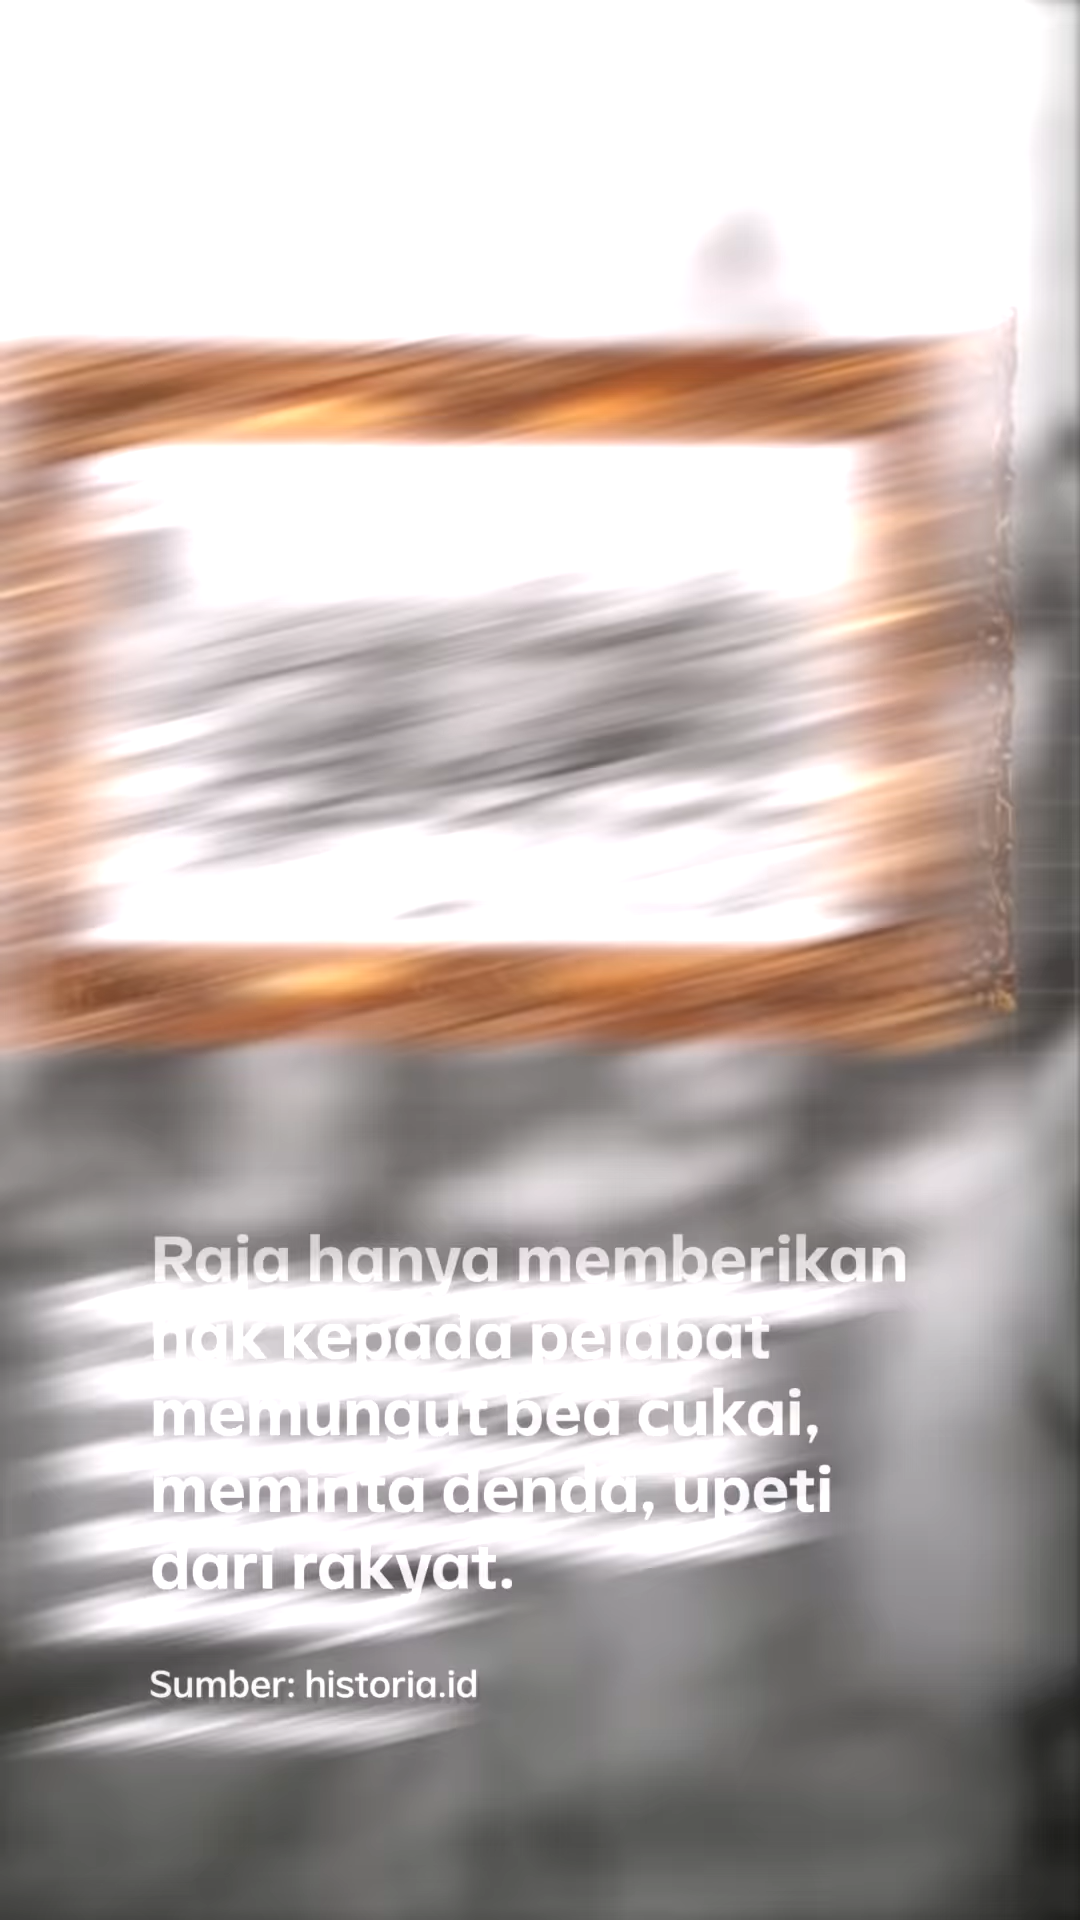 Raja hanya memberikan
hak kepada pejabat
memungut bea cukai,
meminta denda, upeti
dari rakyat.
Sumber: historia.id